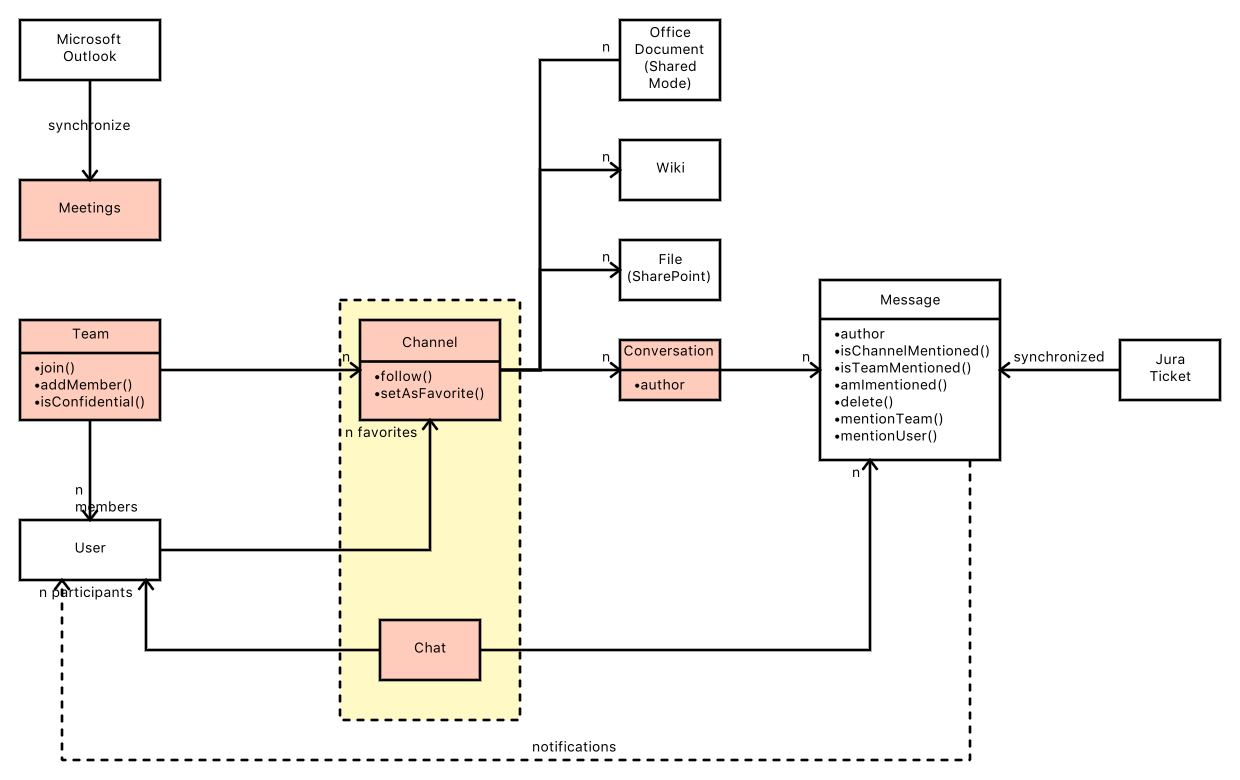 Microsoft
Outlook
synchronize
Meetings
n
Office
Document
(Shared
Mode)
n
Wiki
n
File
(SharePoint)
Team
•join()
•addMember()
•isConfidential()
n
Channel
•follow()
•setAsFavorite()
n favorites
n
Conversation
•author
n
Message
•author
•isChannelMentioned()
•isTeamMentioned()
•amImentioned()
•delete()
•mentionTeam()
•mentionUser()
synchronized
Jura
Ticket
n
n
members
User
n participants
Chat
notifications